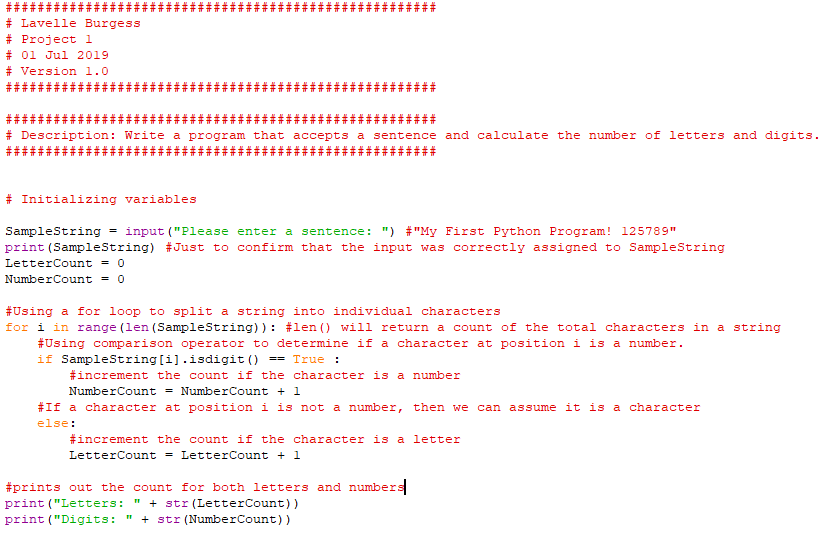 ######################################################
# Lavelle Burgess
# Project 1
# 01 Jul 2019
# Version 1.0
######################################################
######################################################
# Description: Write a program that accepts a sentence and calculate the number of letters and digits.
######################################################
# Initializing variables
SampleString = input("Please enter a sentence: ") #"My First Python Program! 125789"
print(SampleString) #Just to confirm that the input was correctly assigned to SampleString
LetterCount = 0
NumberCount = 0
#Using a for loop to split a string into individual characters
for i in range(len(SampleString)): #len() will return a count of the total characters in a string
    #Using comparison operator to determine if a character at position i is a number.
    if SampleString[i].isdigit() == True :
        #increment the count if the character is a number
        NumberCount = NumberCount + 1
    #If a character at position i is not a number, then we can assume it is a character
    else:
        #increment the count if the character is a letter
        LetterCount = LetterCount + 1
#prints out the count for both letters and numbers
print("Letters: " + str(LetterCount))
print("Digits: " + str(NumberCount))